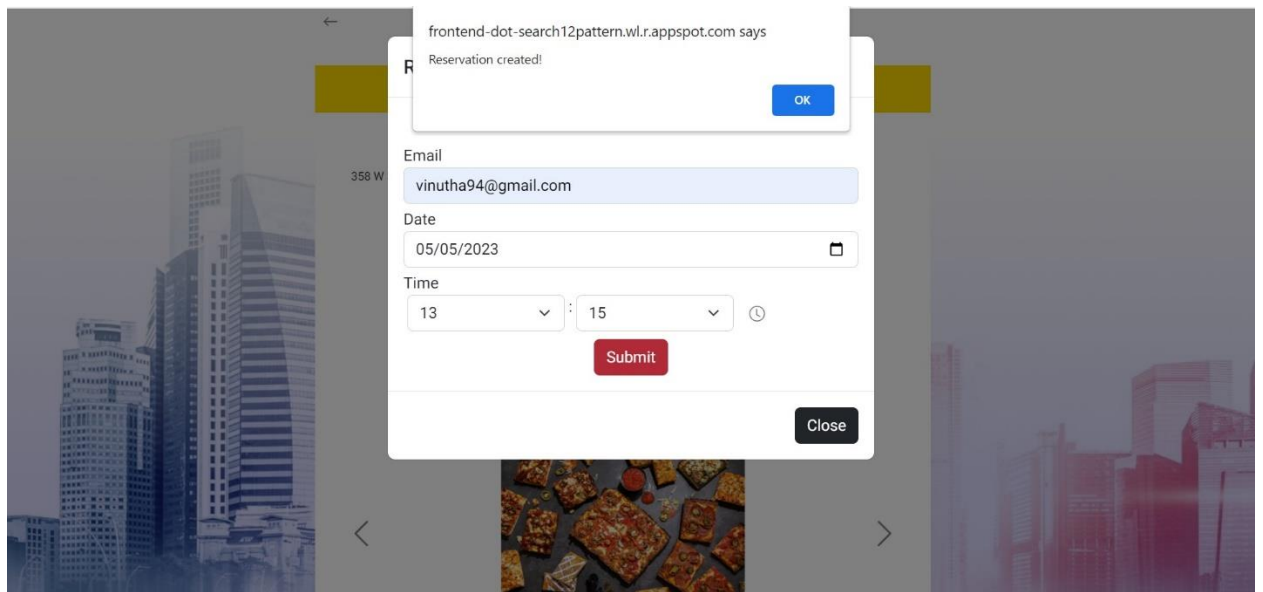 ←
frontend-dot-search12pattern.wl.r.appspot.com says
Reservation created!
OK
R
Email
358 W
vinutha94@gmail.com
Date
05/05/2023
Time
13 : 15
Submit
Close